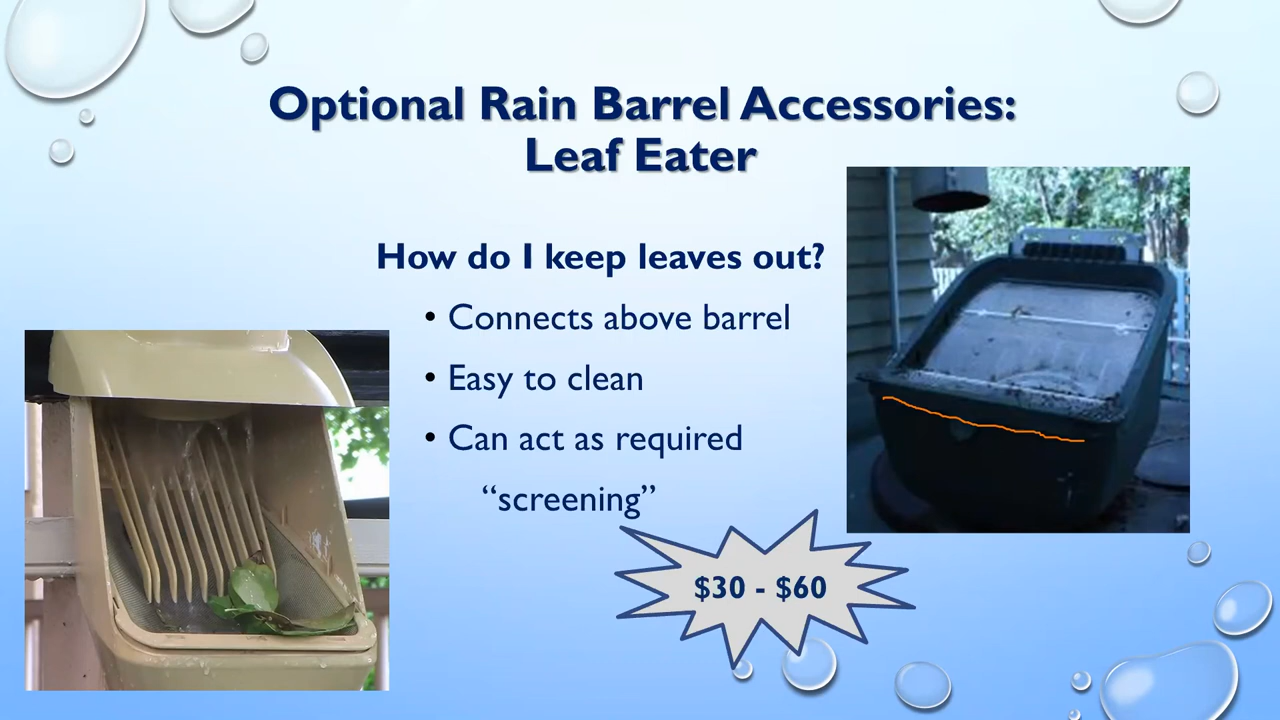 Optional Rain Barrel Accessories:
Leaf Eater
How do I keep leaves out?
• Connects above barrel
• Easy to clean
• Can act as required
“screening”
$30 - $60